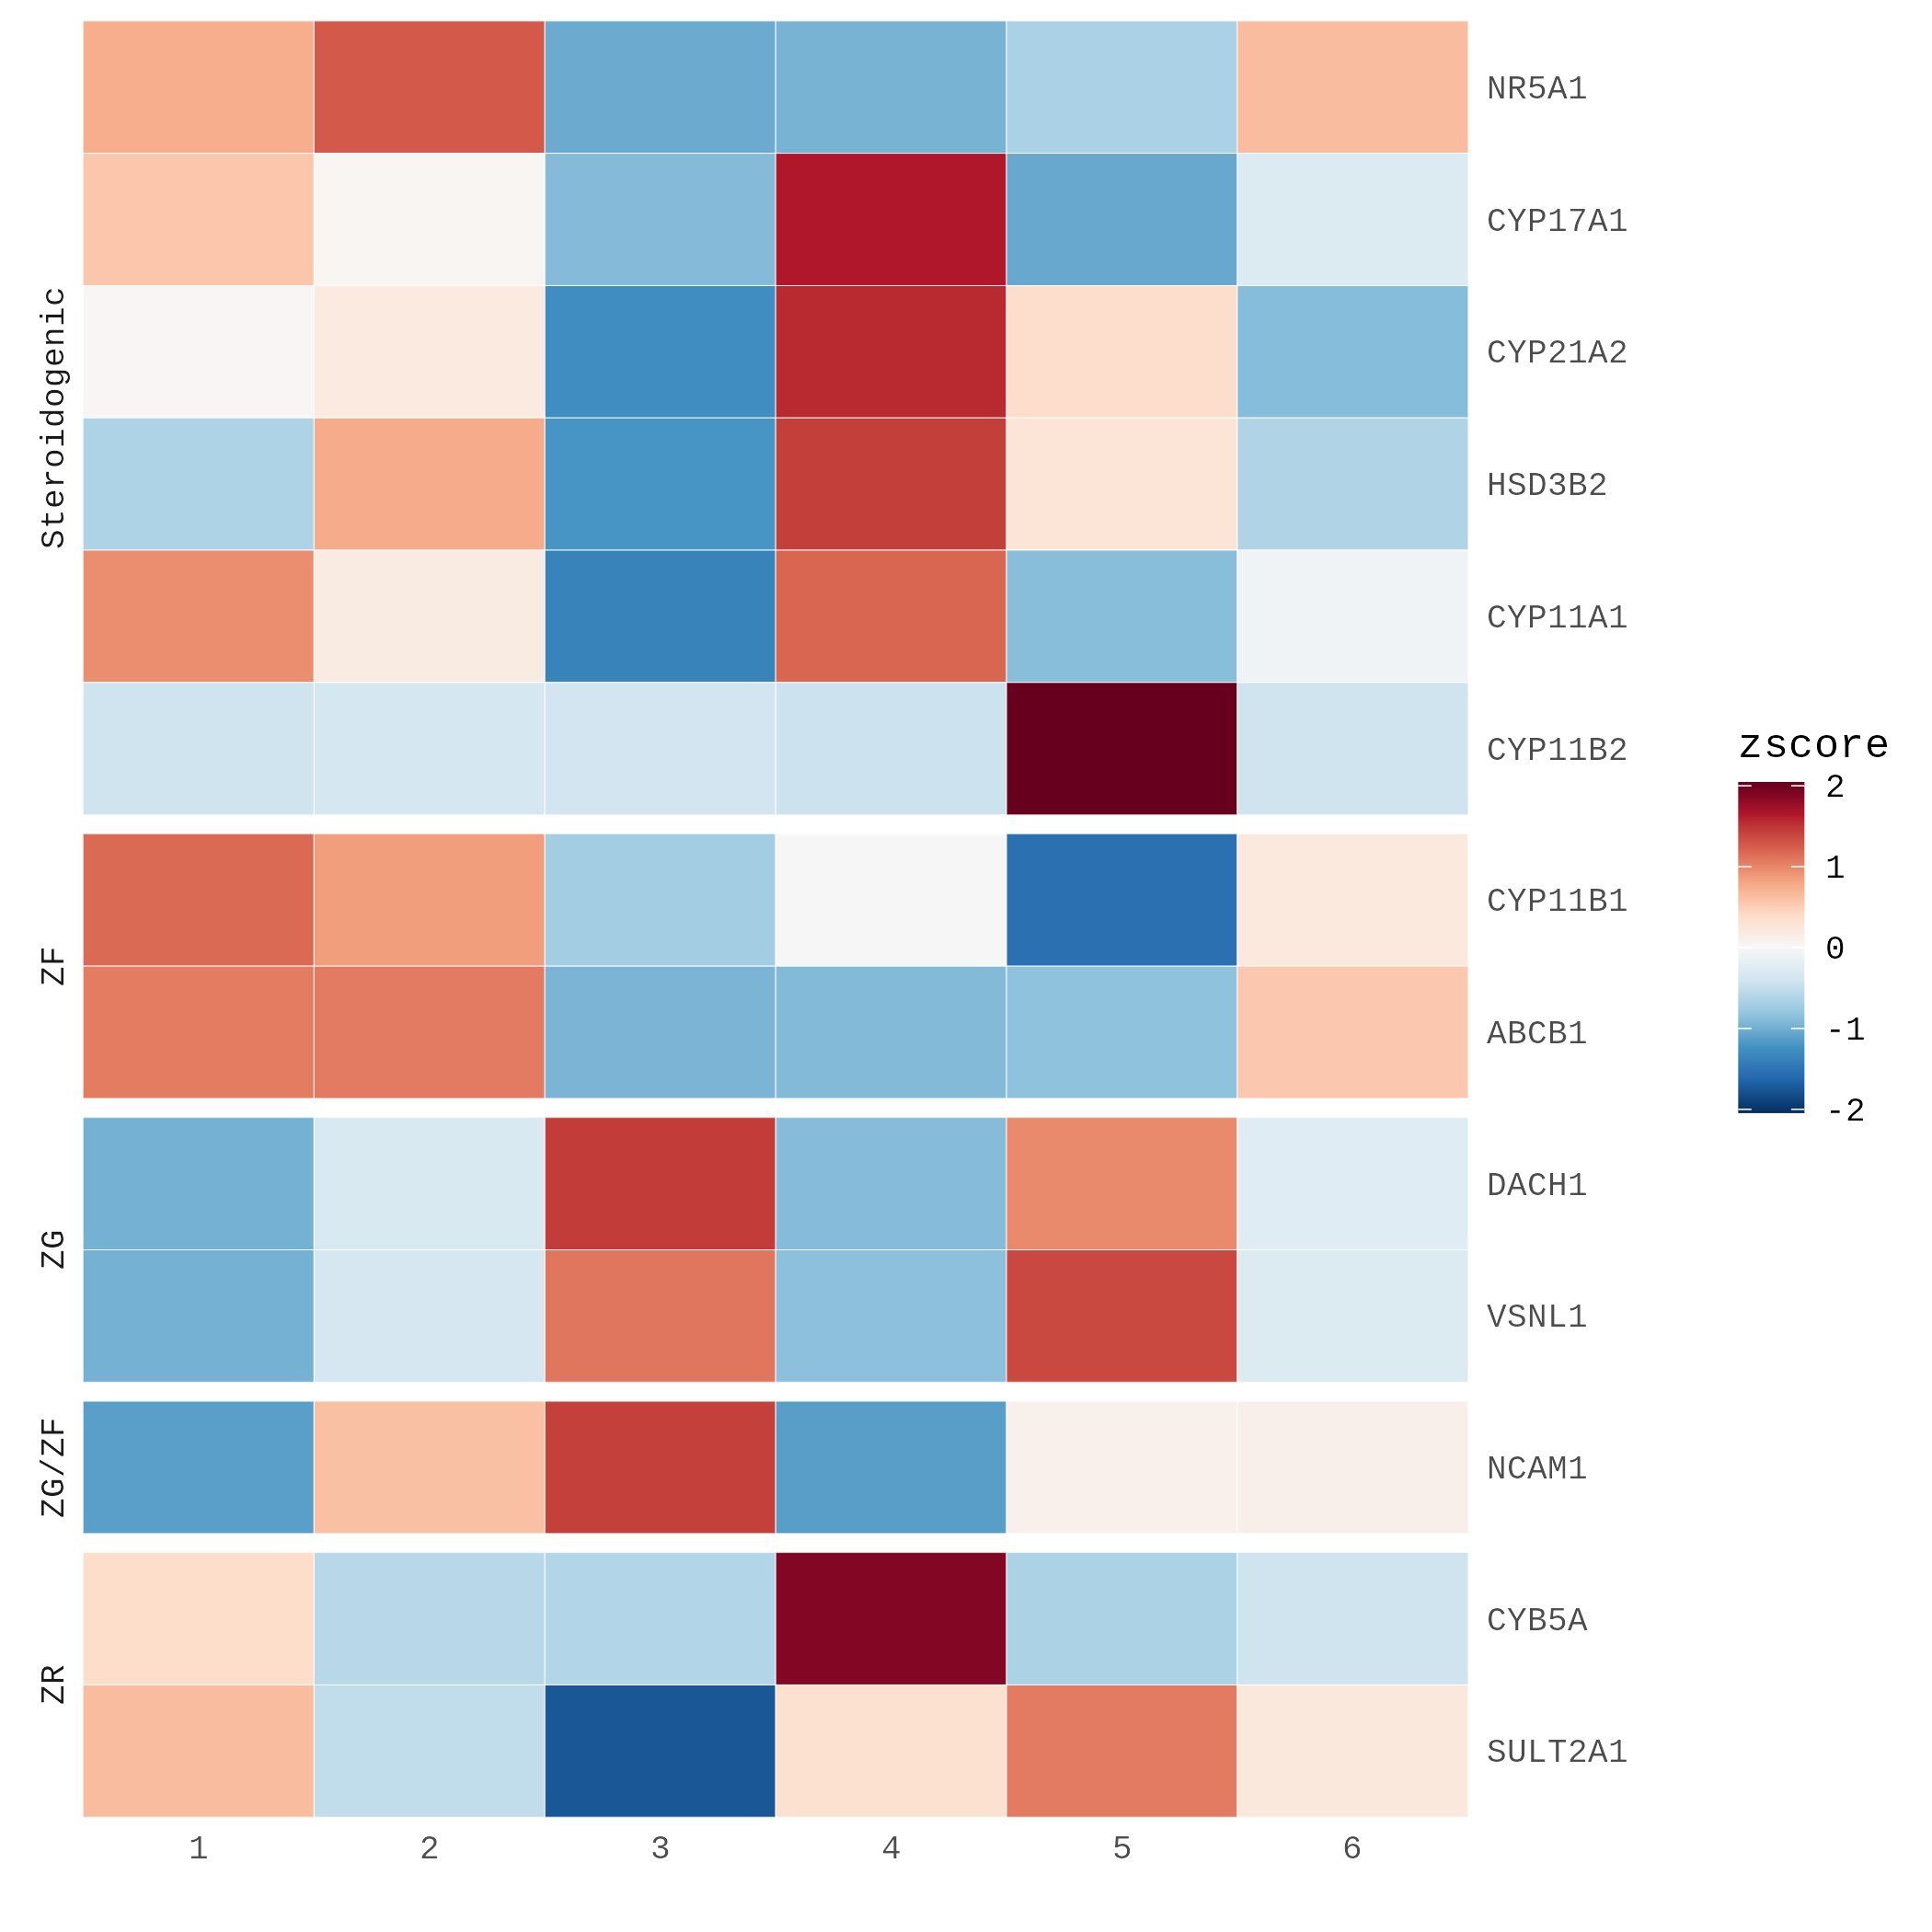 Steroidogenic
NR5A1
CYP17A1
CYP21A2
HSD3B2
CYP11A1
CYP11B2
ZF
CYP11B1
ABCB1
ZG
DACH1
VSNL1
ZG/ZF
NCAM1
ZR
CYB5A
SULT2A1
1 2 3 4 5 6
zscore
2
1
0
-1
-2